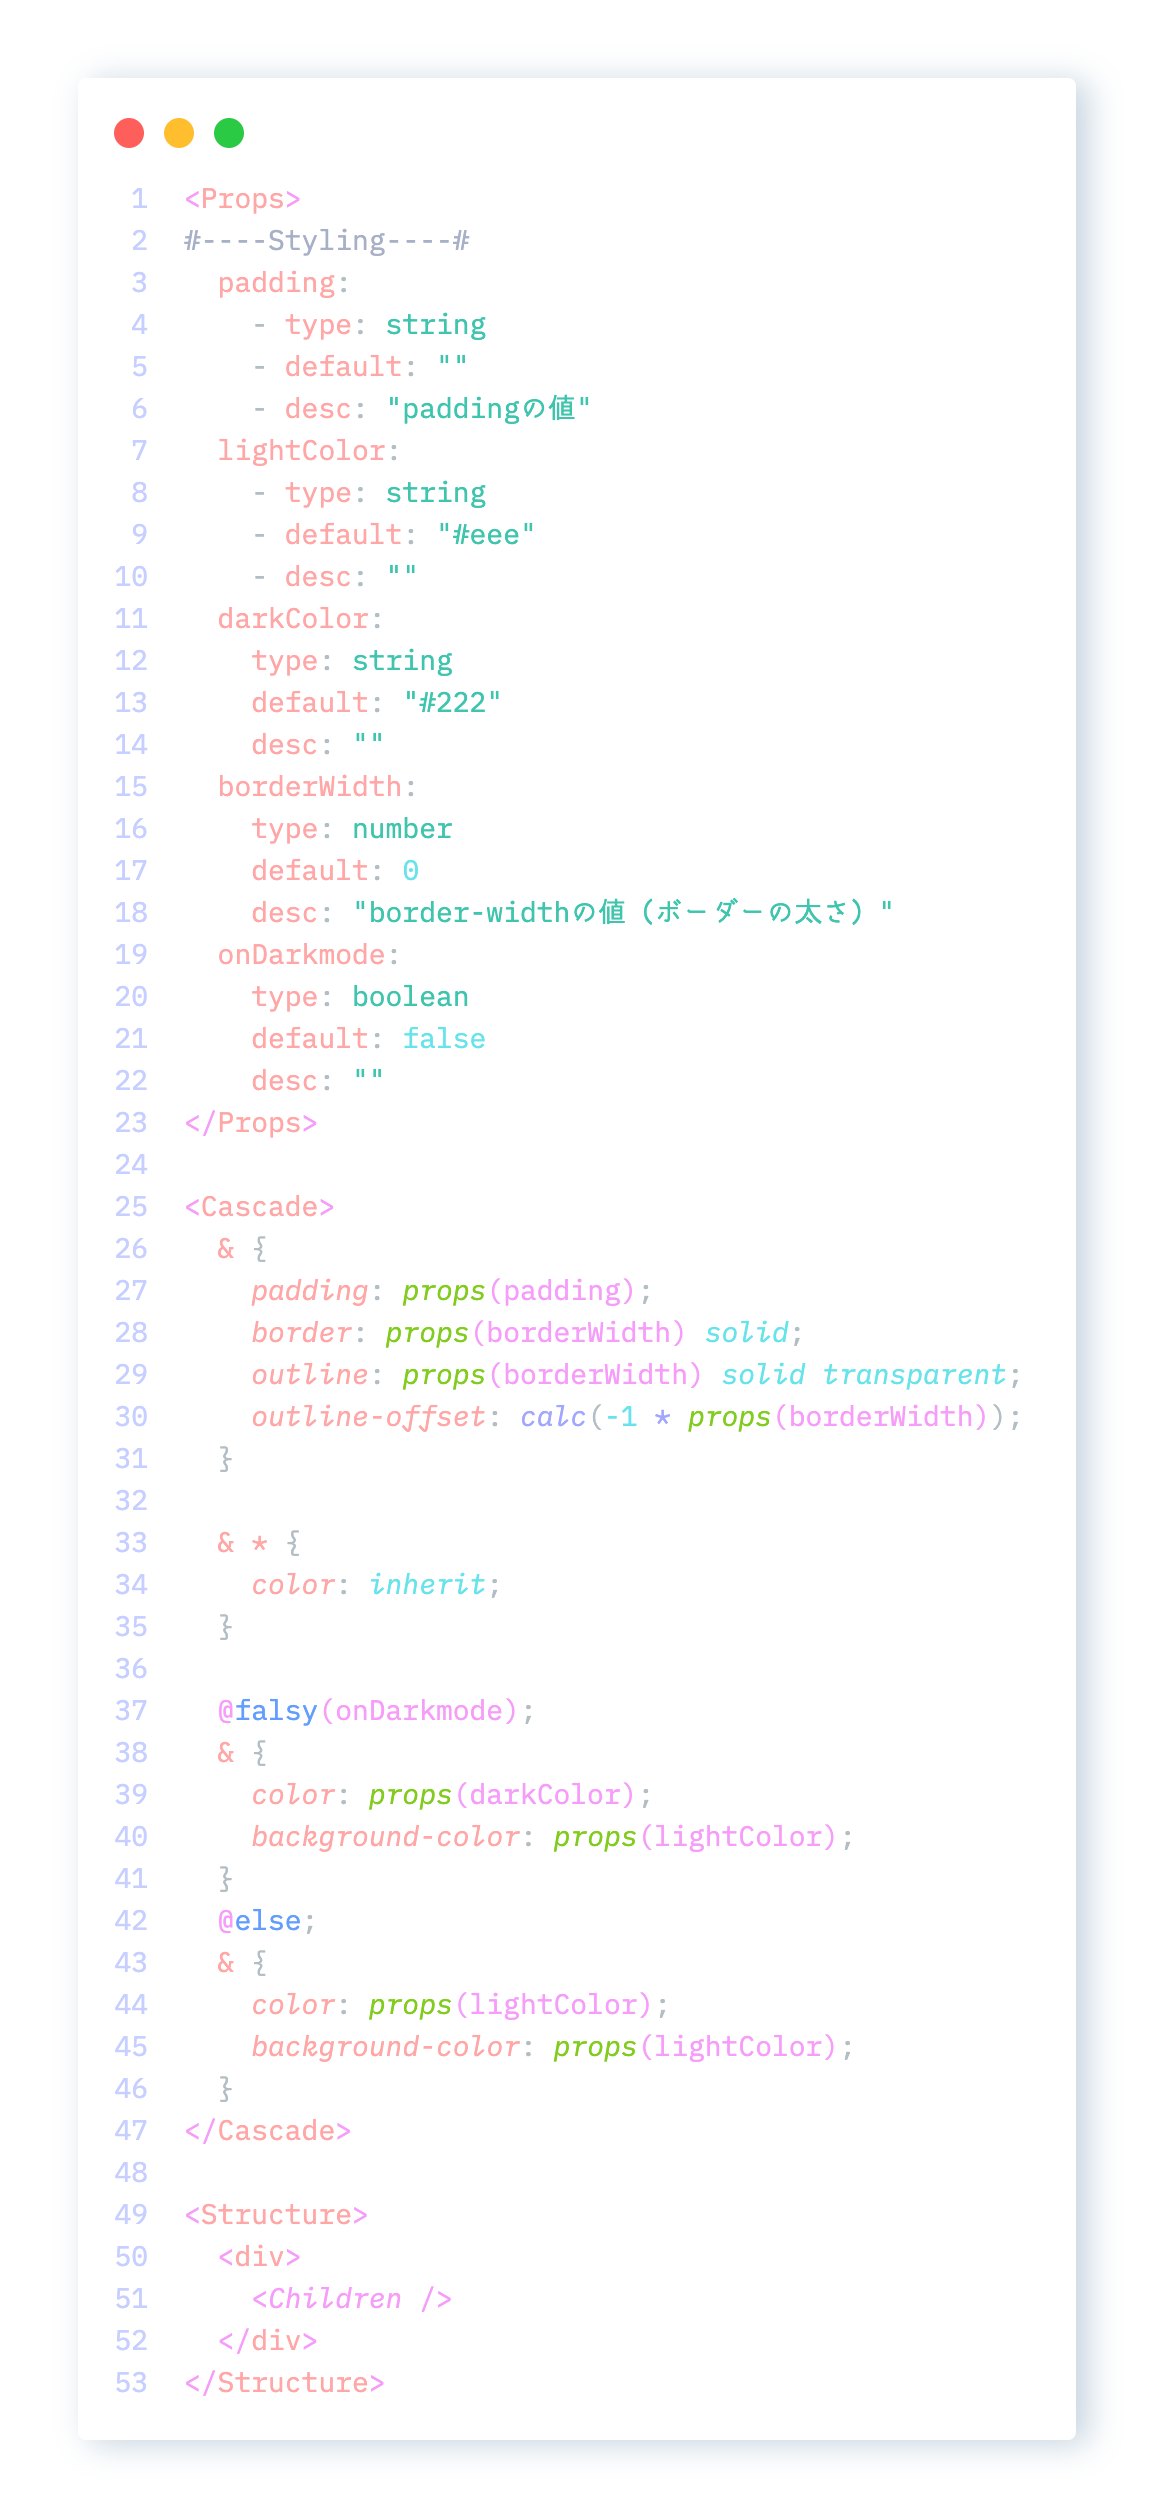 1 <Props>
2 #----Styling----#
3   padding:
4     - type: string
5     - default: ""
6     - desc: "paddingの値"
7   lightColor:
8     - type: string
9     - default: "#eee"
10     - desc: ""
11   darkColor:
12     type: string
13     default: "#222"
14     desc: ""
15   borderWidth:
16     type: number
17     default: 0
18     desc: "border-widthの値（ボーダーの太さ）"
19   onDarkmode:
20     type: boolean
21     default: false
22     desc: ""
23 </Props>
24
25 <Cascade>
26   & {
27     padding: props(padding);
28     border: props(borderWidth) solid;
29     outline: props(borderWidth) solid transparent;
30     outline-offset: calc(-1 * props(borderWidth));
31   }
32
33   & * {
34     color: inherit;
35   }
36
37   @falsy(onDarkmode);
38   & {
39     color: props(darkColor);
40     background-color: props(lightColor);
41   }
42   @else;
43   & {
44     color: props(lightColor);
45     background-color: props(lightColor);
46   }
47 </Cascade>
48
49 <Structure>
50   <div>
51     <Children />
52   </div>
53 </Structure>